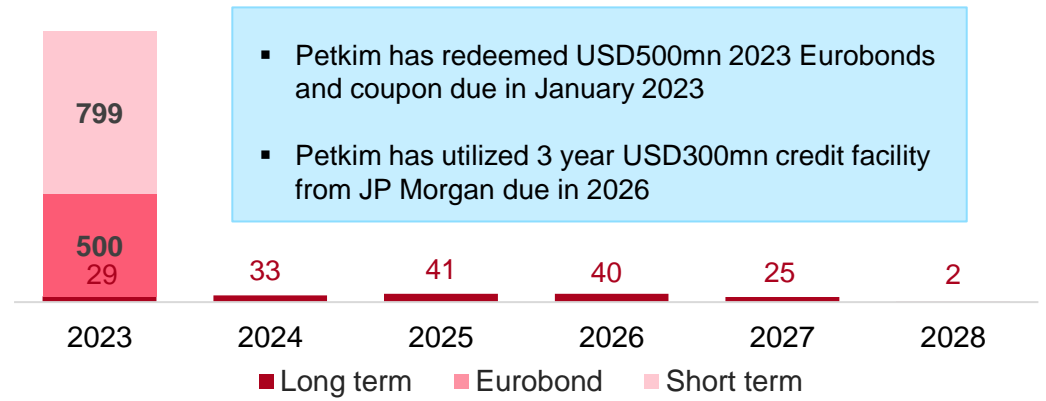 ▪ Petkim has redeemed USD500mn 2023 Eurobonds
and coupon due in January 2023
▪ Petkim has utilized 3 year USD300mn credit facility
from JP Morgan due in 2026
799
500
29 33 41 40 25 2
2023 2024 2025 2026 2027 2028
Long term Eurobond Short term